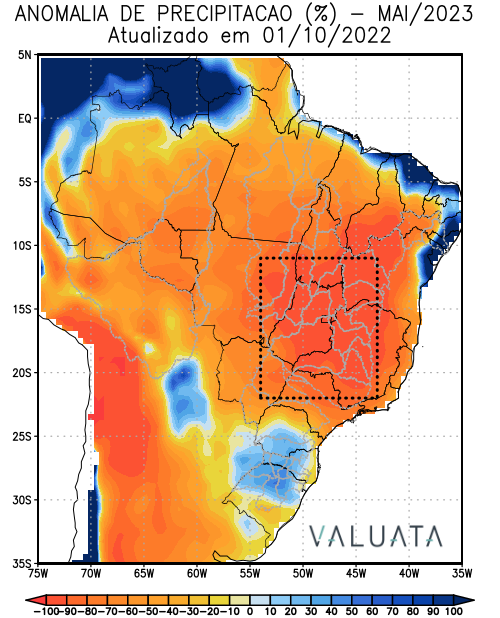 ANOMALIA DE PRECIPITACAO (%) – MAI/2023
Atualizado em 01/10/2022
5N
EQ
5S
10S
15S
20S
25S
30S
35S
VALUATA
75W 70W 65W 60W 55W 50W 45W 40W 35W
-100-90-80-70-60-50-40-30-20-10 0 10 20 30 40 50 60 70 80 90 100